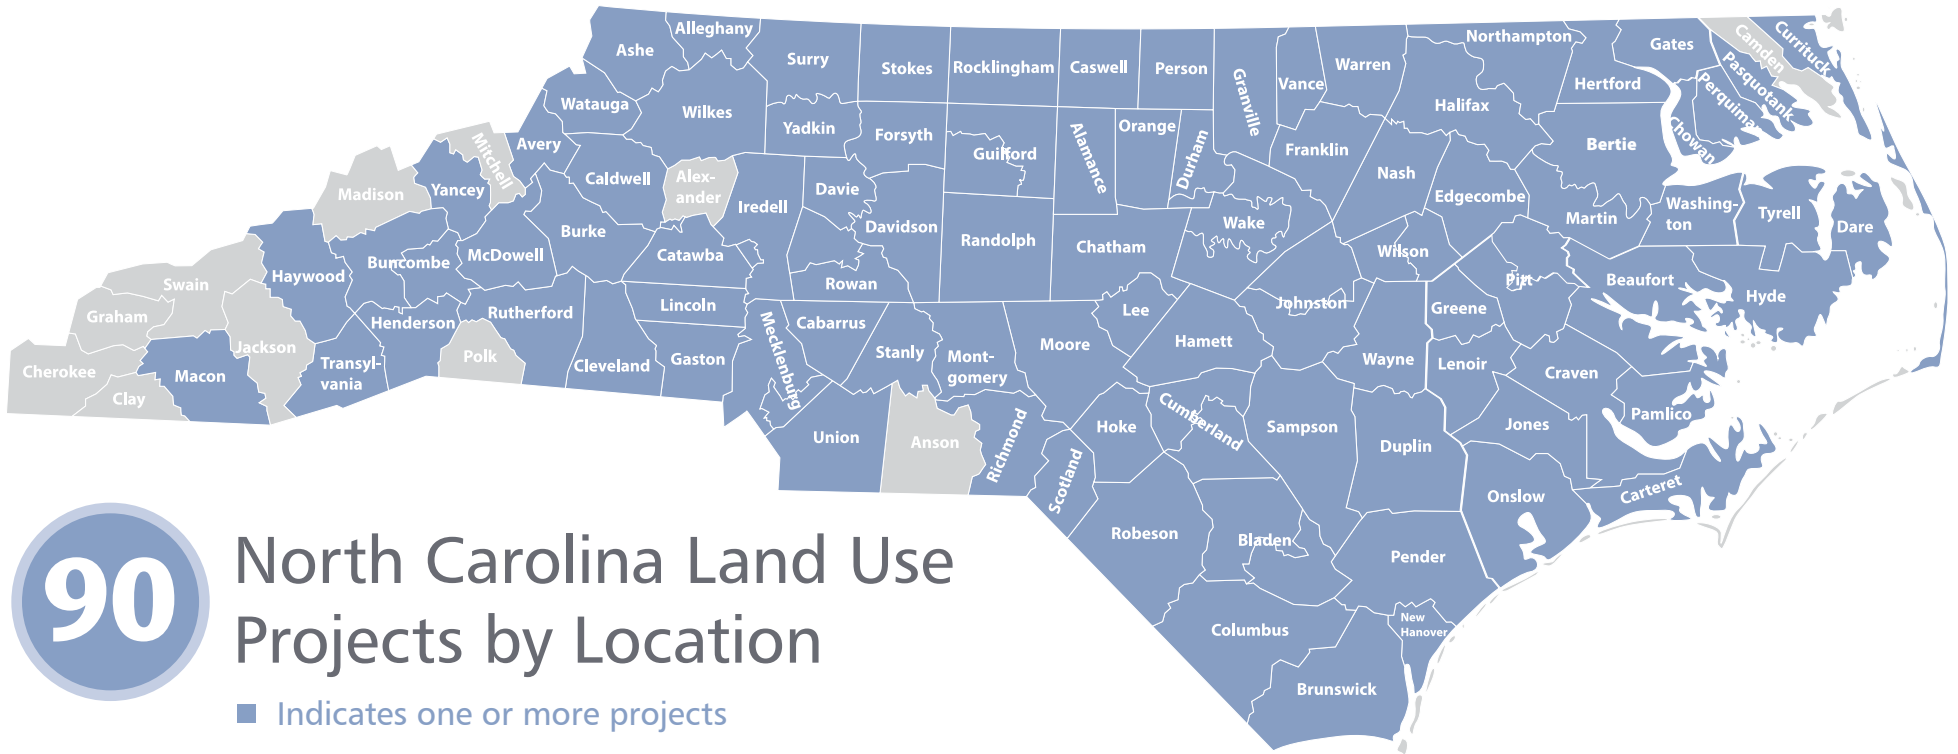 Alleghany
Ashe
Surry
Stokes
Rocklingham
Caswell
Person
Granville
Vance
Warren
Northampton
Gates
Camden
Currituck
Pasquotank
Perquima
Chowan
Hertford
Halifax
Watauga
Wilkes
Yadkin
Forsyth
Guilford
Alamance
Orange
Durham
Franklin
Nash
Edgecombe
Bertie
Mitchell
Avery
Madison
Yancey
Caldwell
Alex-
ander
Iredell
Davie
Davidson
Randolph
Chatham
Wake
Wilson
Martin
Washing-
ton
Tyrell
Dare
Burke
McDowell
Buncombe
Haywood
Swain
Graham
Cherokee
Clay
Macon
Jackson
Transyl-
vania
Henderson
Rutherford
Polk
Cleveland
Catawba
Lincoln
Gaston
Rowan
Mecklenburg
Cabarrus
Stanly
Mont-
gomery
Moore
Lee
Hamett
Johnston
Wayne
Greene
Pitt
Beaufort
Hyde
Lenoir
Craven
Pamlico
Jones
Union
Anson
Richmond
Scotland
Hoke
Cumberland
Sampson
Duplin
Onslow
Carteret
Robeson
Bladen
Pender
New
Hanover
Columbus
Brunswick
90
North Carolina Land Use
Projects by Location
Indicates one or more projects